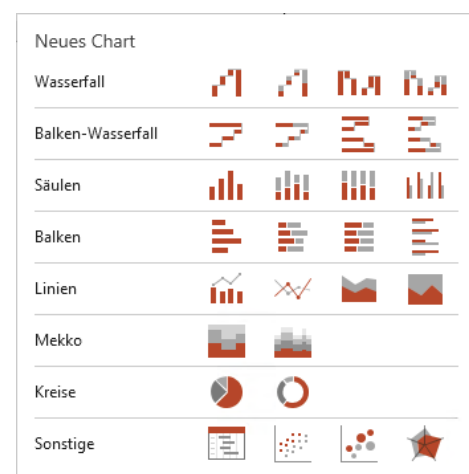 Neues Chart
Wasserfall
Balken-Wasserfall
Säulen
Balken
Linien
Mekko
Kreise
Sonstige